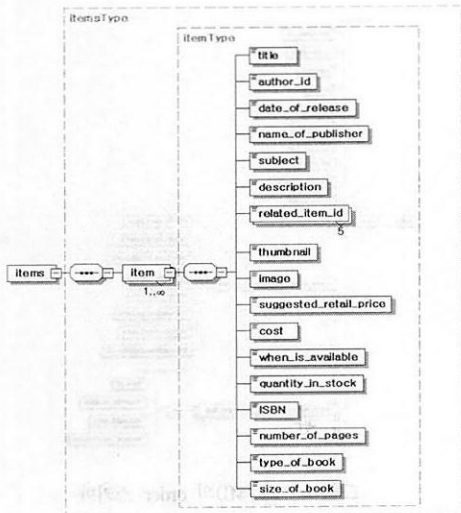 itemsType
itemType
title
author_id
date_of_release
name_of_publisher
subject
description
related_item_id
5
thumbnail
items
item
1..∞
image
suggested_retail_price
cost
when_is_available
quantity_in_stock
ISBN
number_of_pages
type_of_book
size_of_book